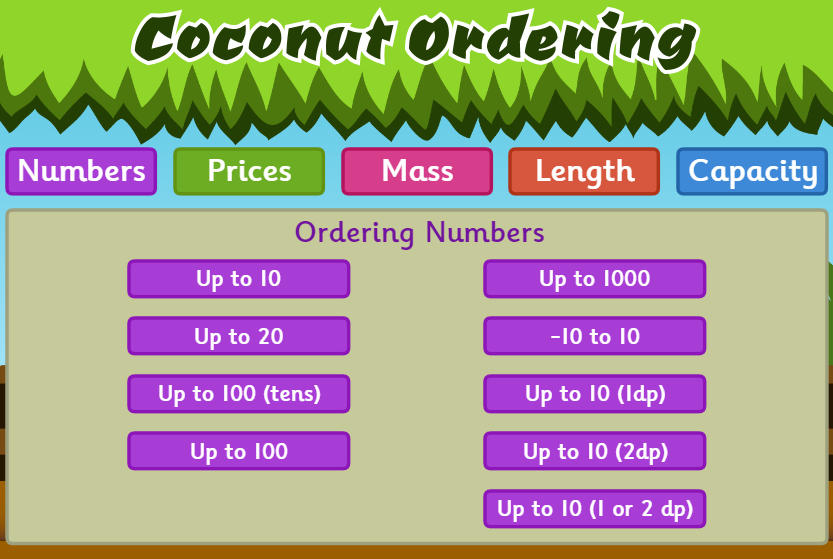 Coconut Ordering
Numbers Prices Mass Length Capacity
Ordering Numbers
Up to 10
Up to 20
Up to 100 (tens)
Up to 100
Up to 1000
-10 to 10
Up to 10 (1dp)
Up to 10 (2dp)
Up to 10 (1 or 2 dp)